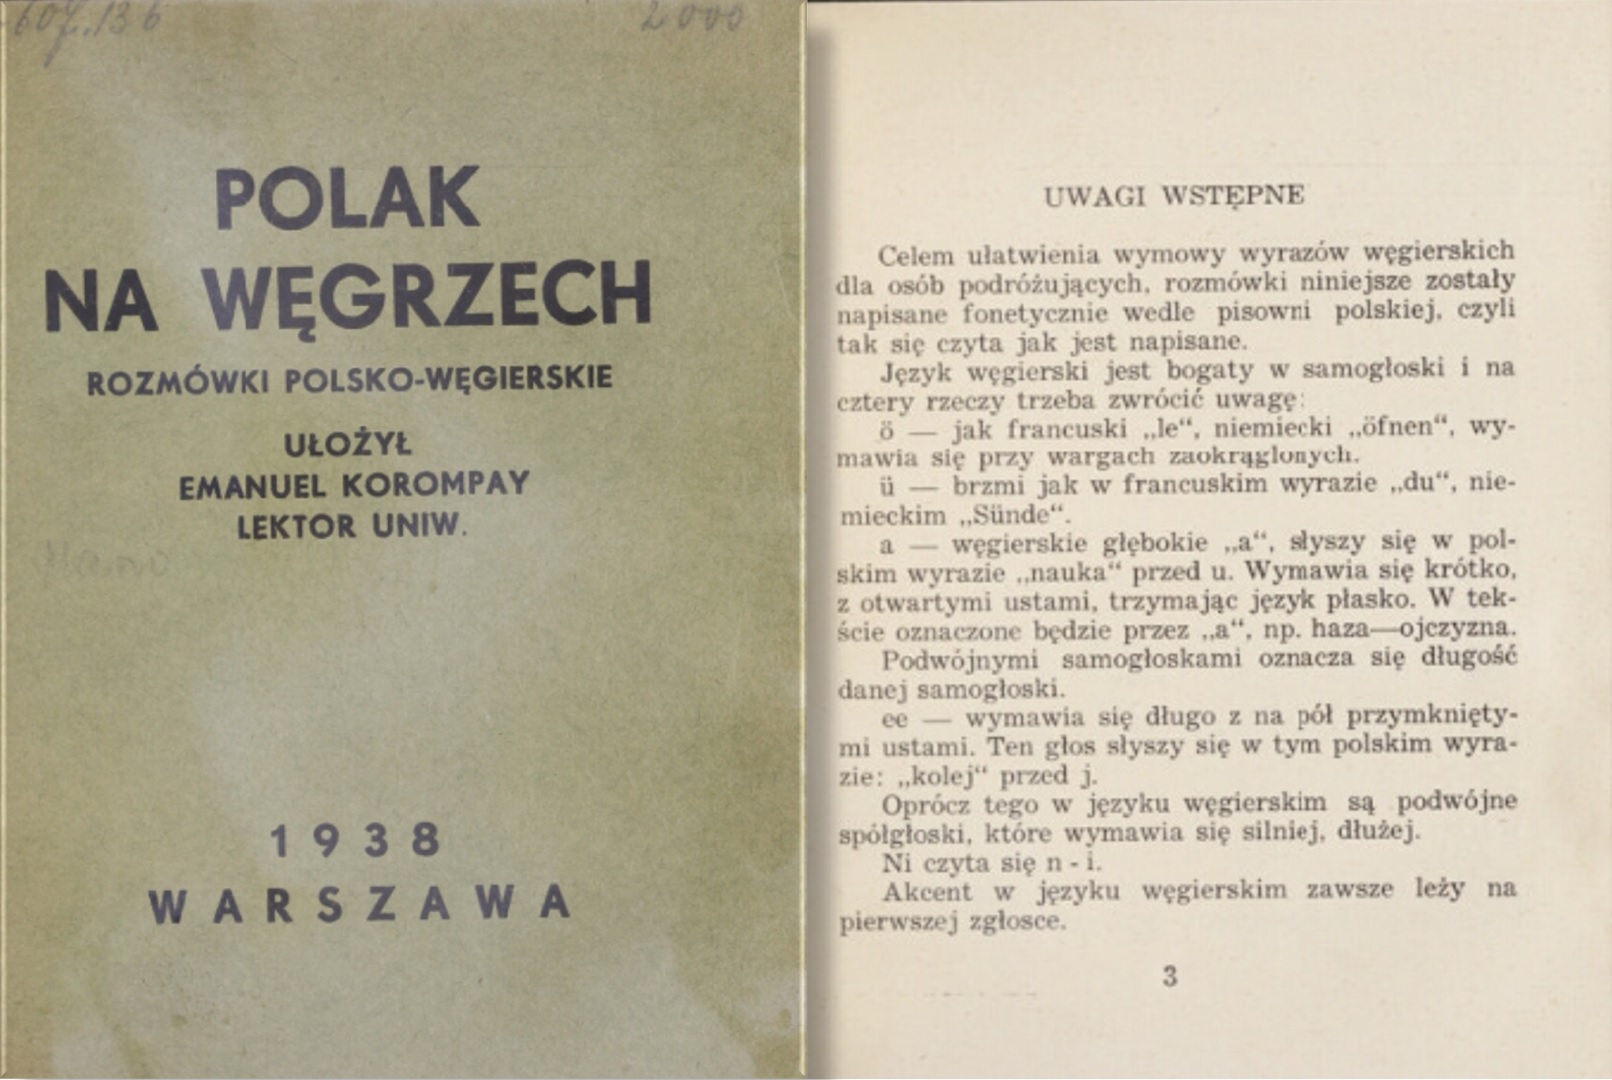 607.136
2000
POLAK
NA WĘGRZECH
ROZMÓWKI POLSKO-WĘGIERSKIE
UŁOŻYŁ
EMANUEL KOROMPAY
LEKTOR UNIW.
1938
WARSZAWA
UWAGI WSTĘPNE
Celem ułatwienia wymowy wyrazów węgierskich
dla osób podróżujących, rozmówki niniejsze zostały
napisane fonetycznie wedle pisowni polskiej, czyli
tak się czyta jak jest napisane.
Język węgierski jest bogaty w samogłoski i na
cztery rzeczy trzeba zwrócić uwagę:
ö — jak francuski „le“, niemiecki „öfnen“, wy-
mawia się przy wargach zaokrąglonych.
ü — brzmi jak w francuskim wyrazie „du“, nie-
mieckim „Sünde“.
a — węgierskie głębokie „a“, słyszy się w pol-
skim wyrazie „nauka“ przed u. Wymawia się krótko,
z otwartymi ustami, trzymając język płasko. W tek-
ście oznaczone będzie przez „a“, np. haza—ojczyzna.
Podwójnymi samogłoskami oznacza się długość
danej samogłoski.
ee — wymawia się długo z na pół przymknięty-
mi ustami. Ten głos słyszy się w tym polskim wyra-
zie: „kolej“ przed j.
Oprócz tego w języku węgierskim są podwójne
spółgłoski, które wymawia się silniej, dłużej.
Ni czyta się n - i.
Akcent w języku węgierskim zawsze leży na
pierwszej zgłosce.
3